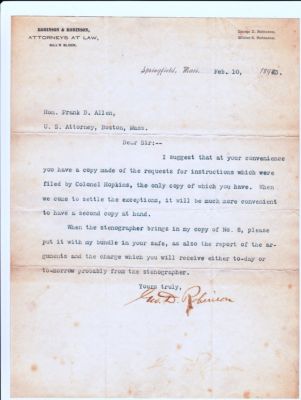 ROBINSON & ROBINSON,
ATTORNEYS AT LAW,
GILL'S BLOCK.
George D. Robinson.
Walter S. Robinson.
Springfield, Mass. Feb. 10, 1893.
Hon. Frank D. Allen,
U. S. Attorney, Boston, Mass.
Dear Sir:--
I suggest that at your convenience
you have a copy made of the requests for instructions which were
filed by Colonel Hopkins, the only copy of which you have. When
we come to settle the exceptions, it will be much more convenient
to have a second copy at hand.
When the stenographer brings in my copy of No. 6, please
put it with my bundle in your safe, as also the report of the ar-
guments and the charge which you will receive either to-day or
to-morrow probably from the stenographer.
Yours truly,
Geo. D. Robinson